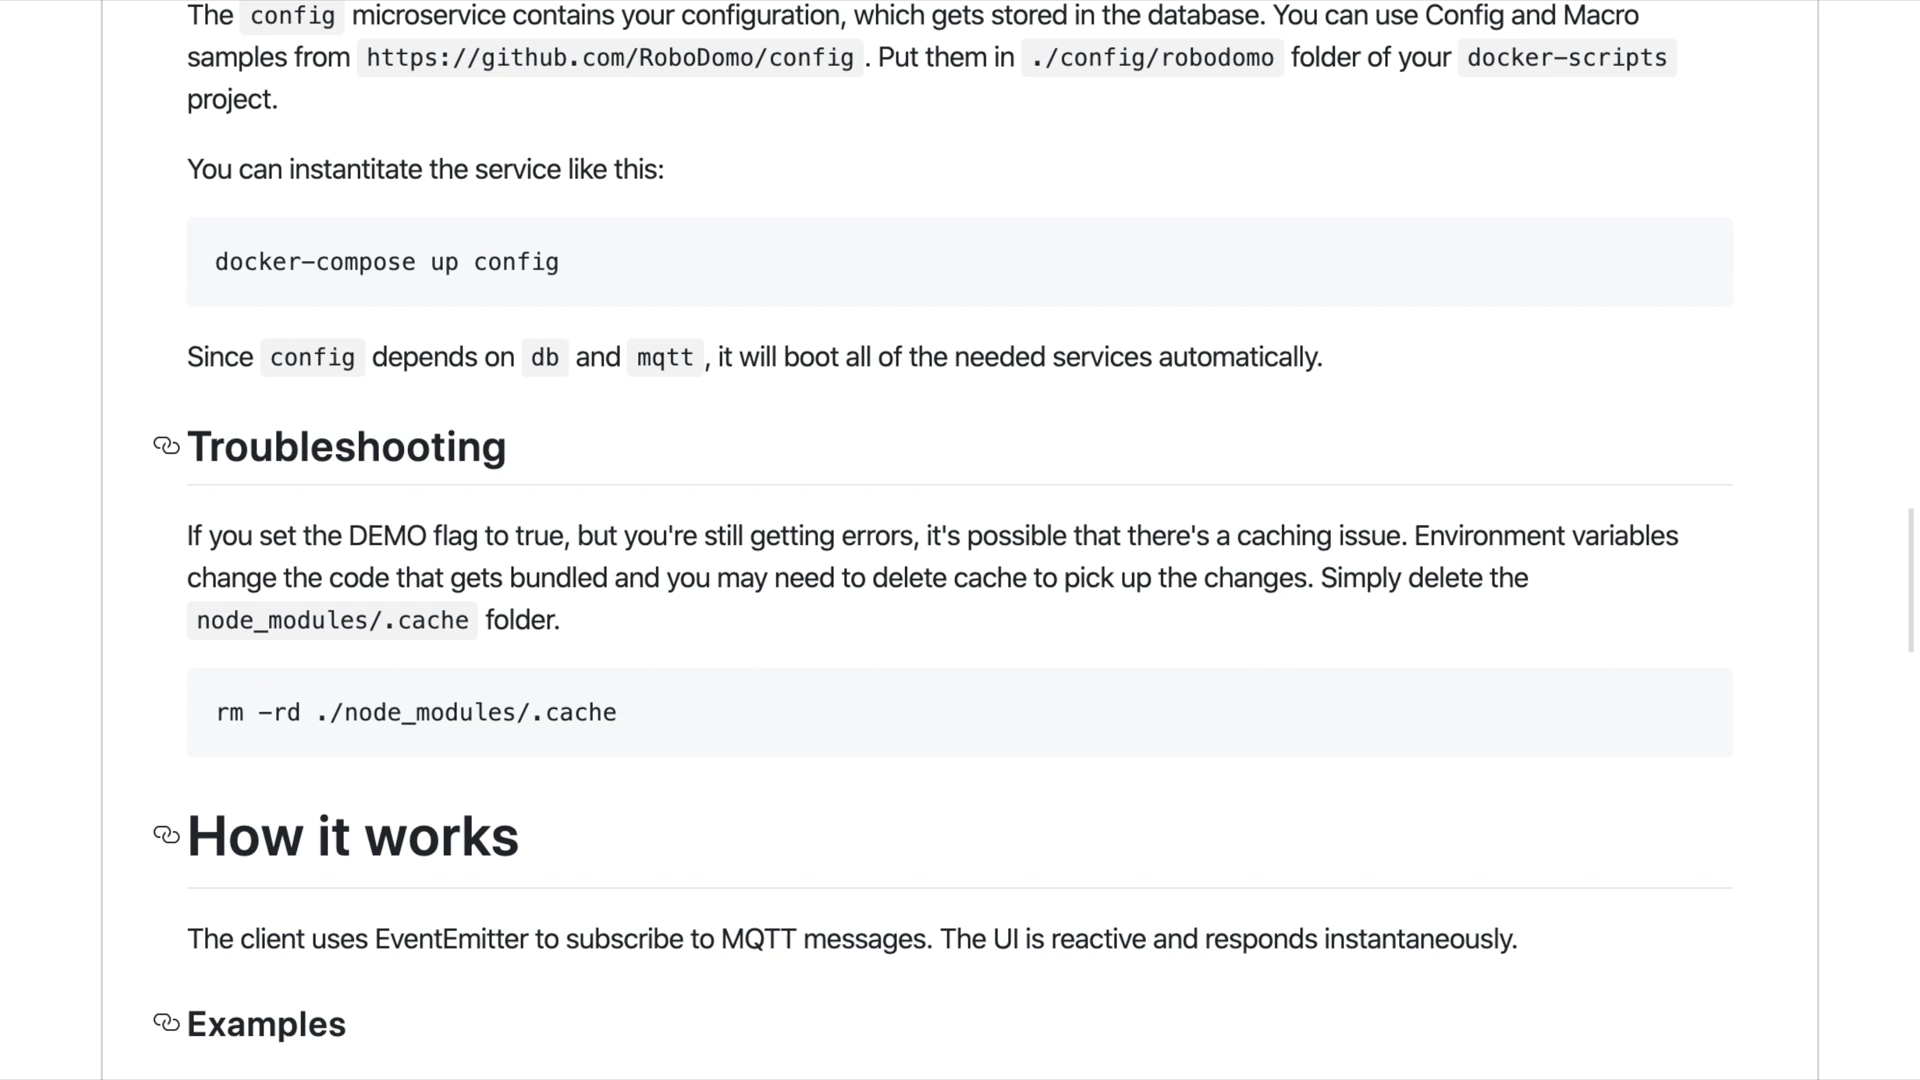 The config microservice contains your configuration, which gets stored in the database. You can use Config and Macro
samples from https://github.com/RoboDomo/config . Put them in ./config/robodomo folder of your docker-scripts
project.
You can instantitate the service like this:
docker-compose up config
Since config depends on db and mqtt , it will boot all of the needed services automatically.
Troubleshooting
If you set the DEMO flag to true, but you're still getting errors, it's possible that there's a caching issue. Environment variables
change the code that gets bundled and you may need to delete cache to pick up the changes. Simply delete the
node_modules/.cache folder.
rm -rd ./node_modules/.cache
How it works
The client uses EventEmitter to subscribe to MQTT messages. The UI is reactive and responds instantaneously.
Examples